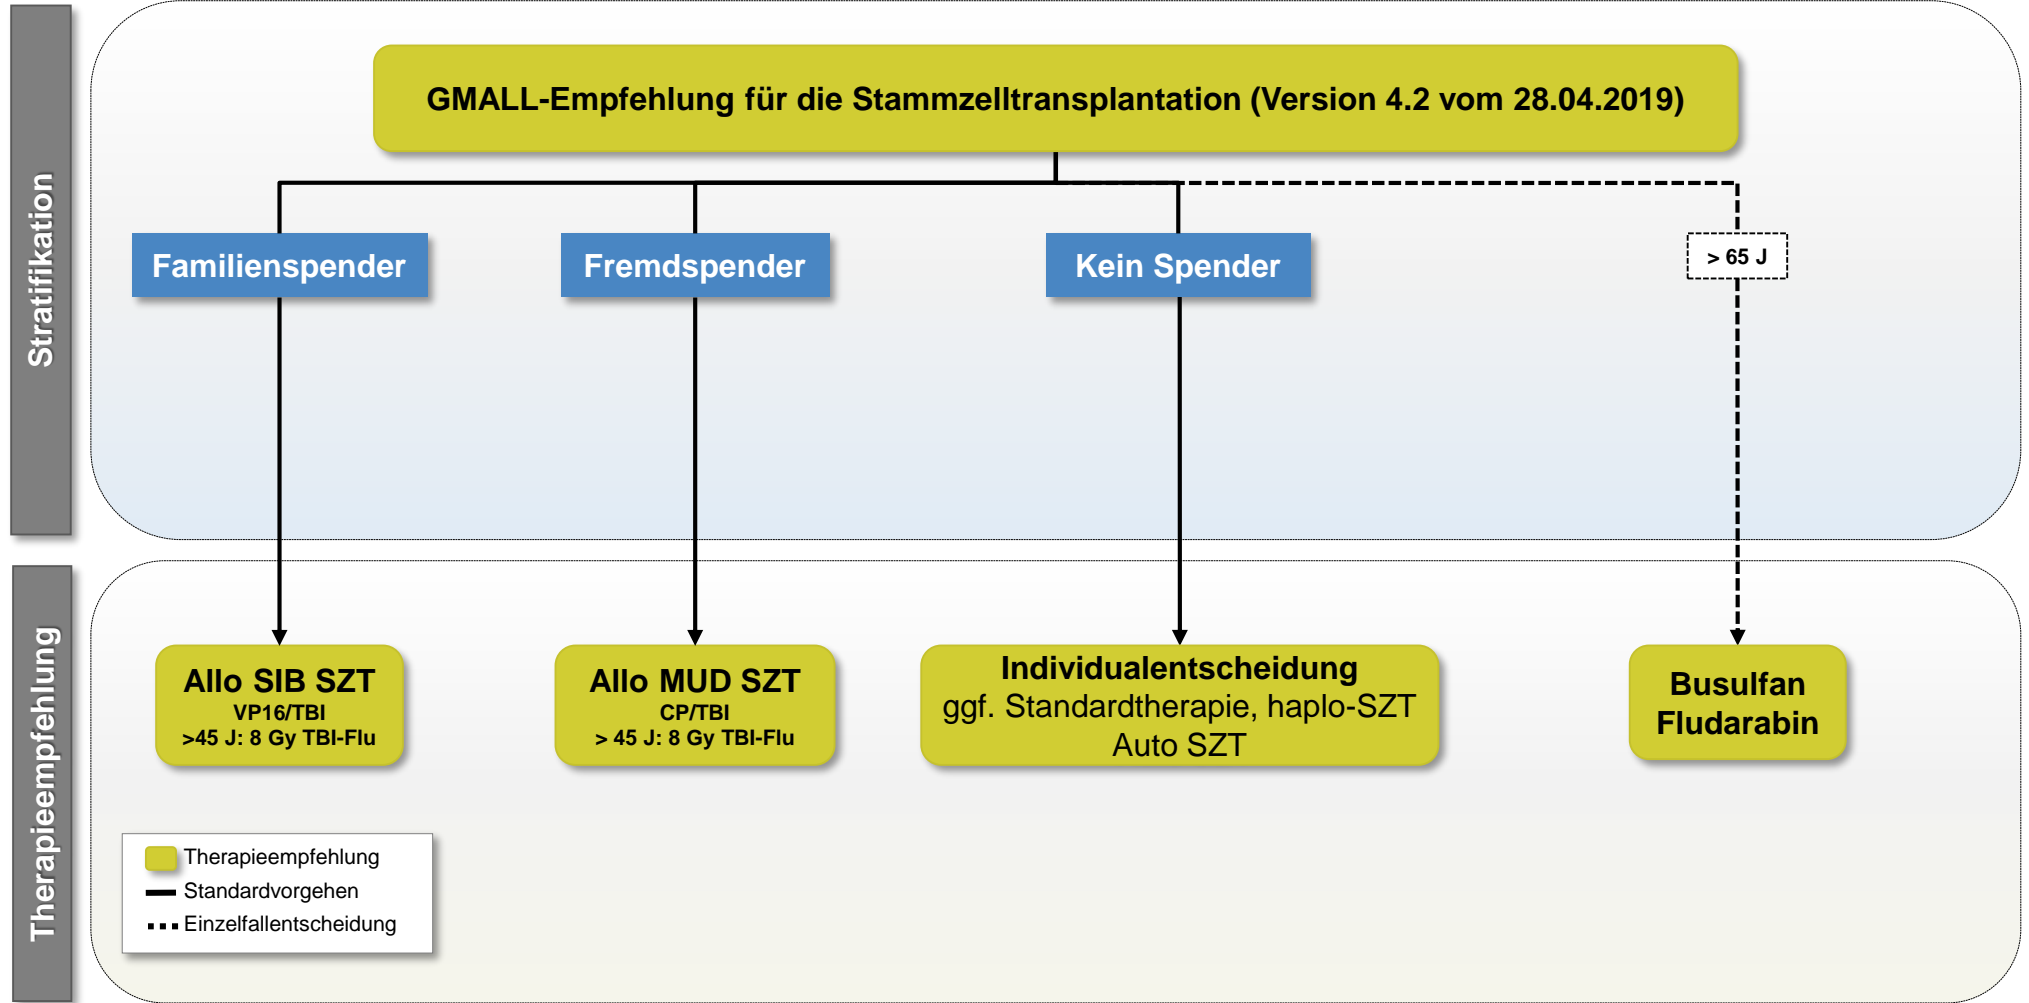 Stratifikation
GMALL-Empfehlung für die Stammzelltransplantation (Version 4.2 vom 28.04.2019)
Familienspender
Fremdspender
Kein Spender
> 65 J
Therapieempfehlung
Allo SIB SZT
VP16/TBI
>45 J: 8 Gy TBI-Flu
Allo MUD SZT
CP/TBI
> 45 J: 8 Gy TBI-Flu
Individualentscheidung
ggf. Standardtherapie, haplo-SZT
Auto SZT
Busulfan
Fludarabin
Therapieempfehlung
Standardvorgehen
Einzelfallentscheidung